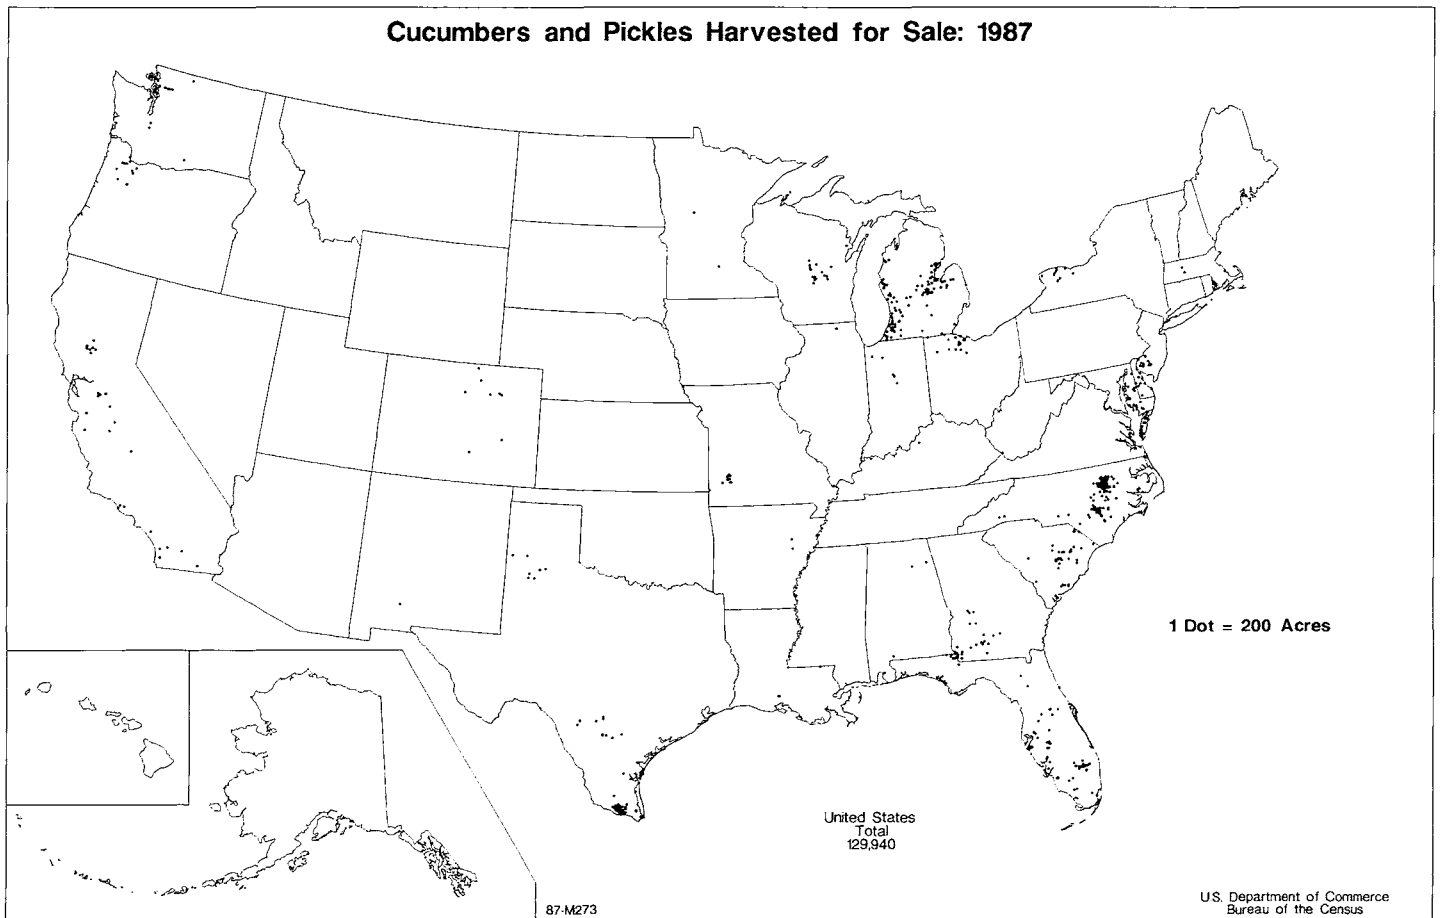 Cucumbers and Pickles Harvested for Sale: 1987
1 Dot = 200 Acres
United States
Total
129,940
87-M273
U.S. Department of Commerce
Bureau of the Census